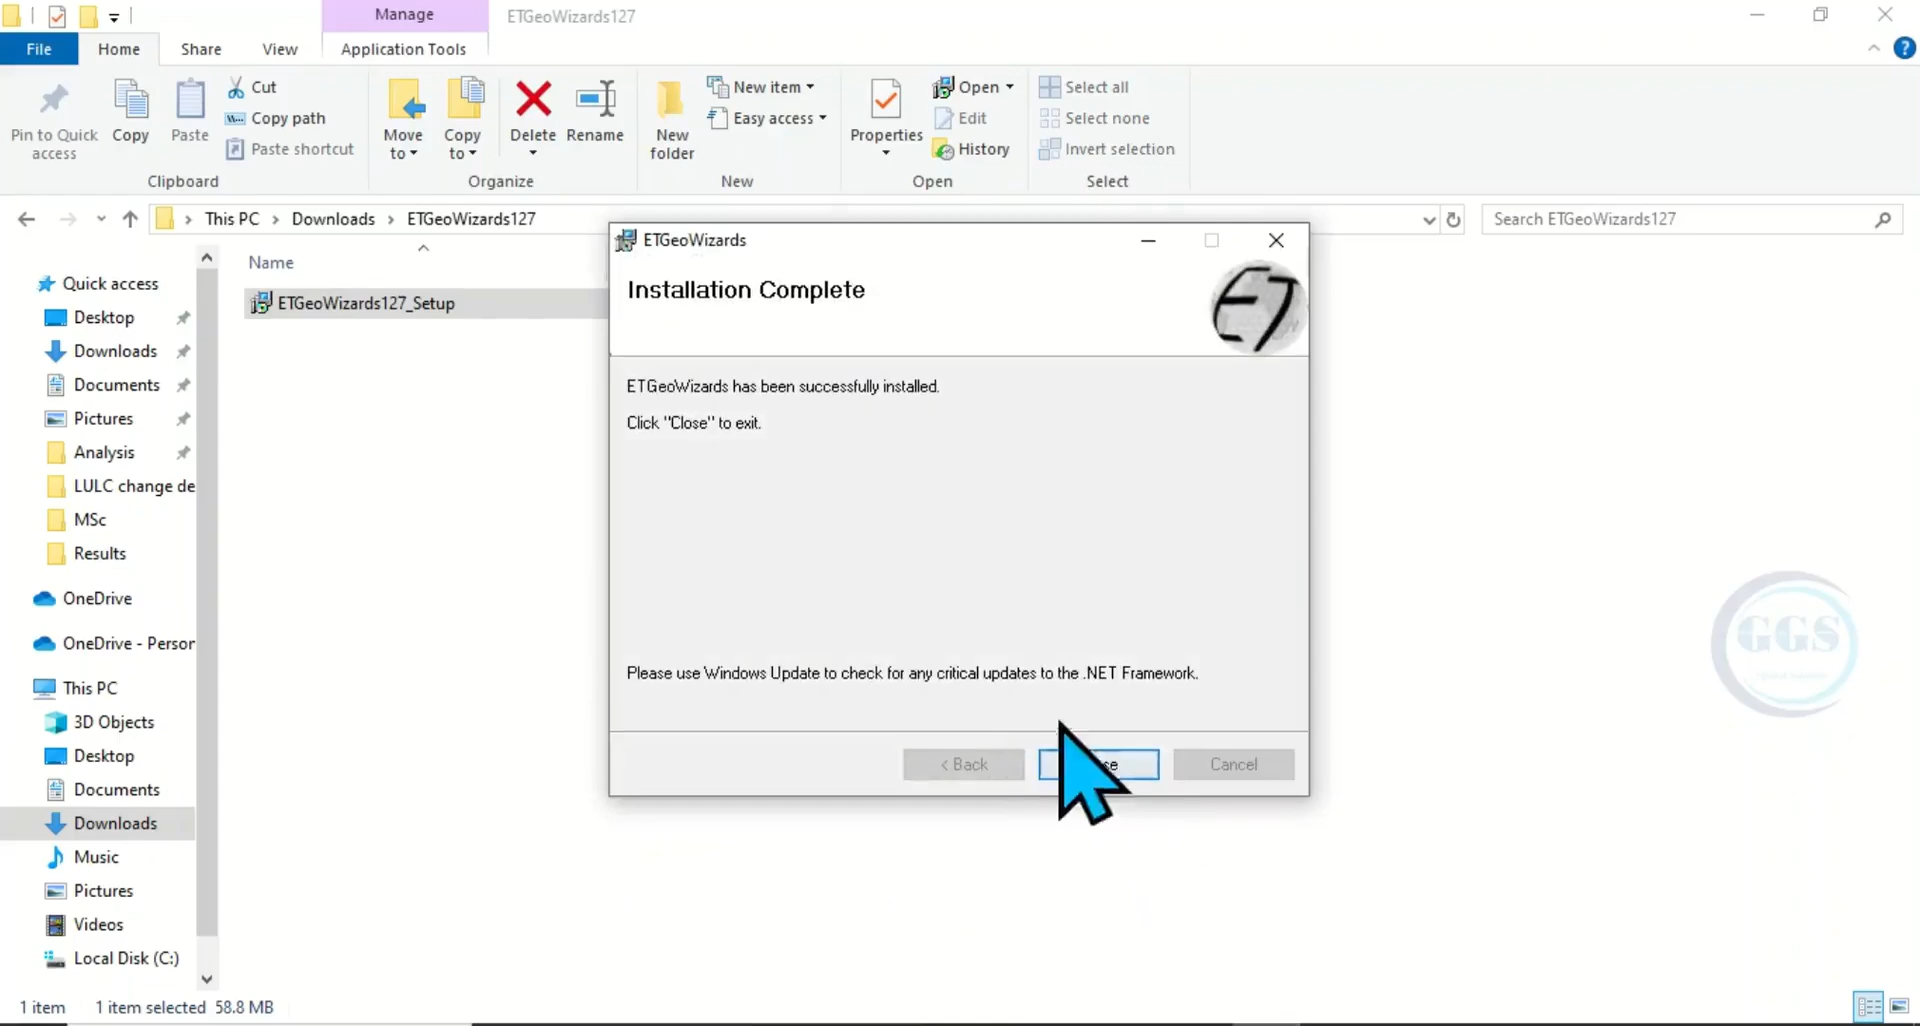 Manage
ETGeoWizards127
File
Home
Share
View
Application Tools
Pin to Quick access
Copy
Paste
Cut
Copy path
Paste shortcut
Clipboard
Move to
Copy to
Delete
Rename
Organize
New folder
New item
Easy access
New
Properties
Open
Edit
History
Open
Select all
Select none
Invert selection
Select
This PC > Downloads > ETGeoWizards127
Search ETGeoWizards127
Quick access
Desktop
Downloads
Documents
Pictures
Analysis
LULC change de
MSc
Results
OneDrive
OneDrive - Person
This PC
3D Objects
Desktop
Documents
Downloads
Music
Pictures
Videos
Local Disk (C:)
Name
ETGeoWizards127_Setup
ETGeoWizards
Installation Complete
ET
ETGeoWizards has been successfully installed.
Click "Close" to exit.
Please use Windows Update to check for any critical updates to the .NET Framework.
< Back
Cancel
GGS
1 item
1 item selected 58.8 MB